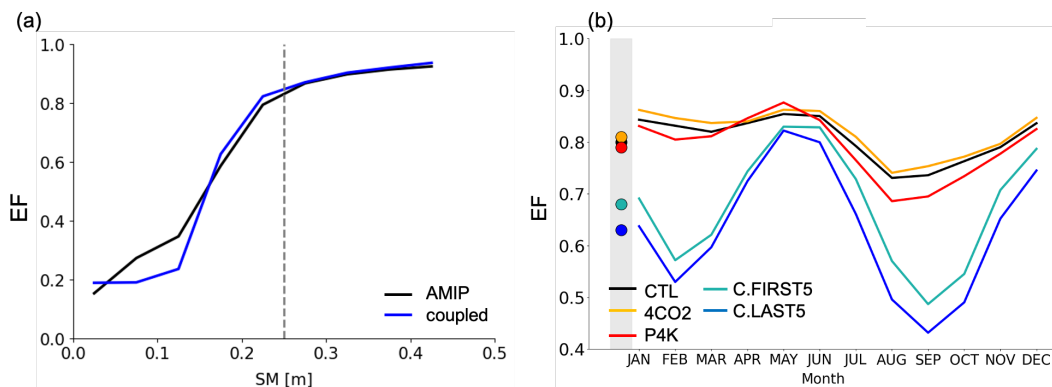 (a)
EF
1.0
0.8
0.6
0.4
0.2
0.0
AMIP
coupled
0.0 0.1 0.2 0.3 0.4 0.5
SM [m]
(b)
EF
1.0
0.9
0.8
0.7
0.6
0.5
0.4
CTL C.FIRST5
4CO2 C.LAST5
P4K
JAN FEB MAR APR MAY JUN JUL AUG SEP OCT NOV DEC
Month